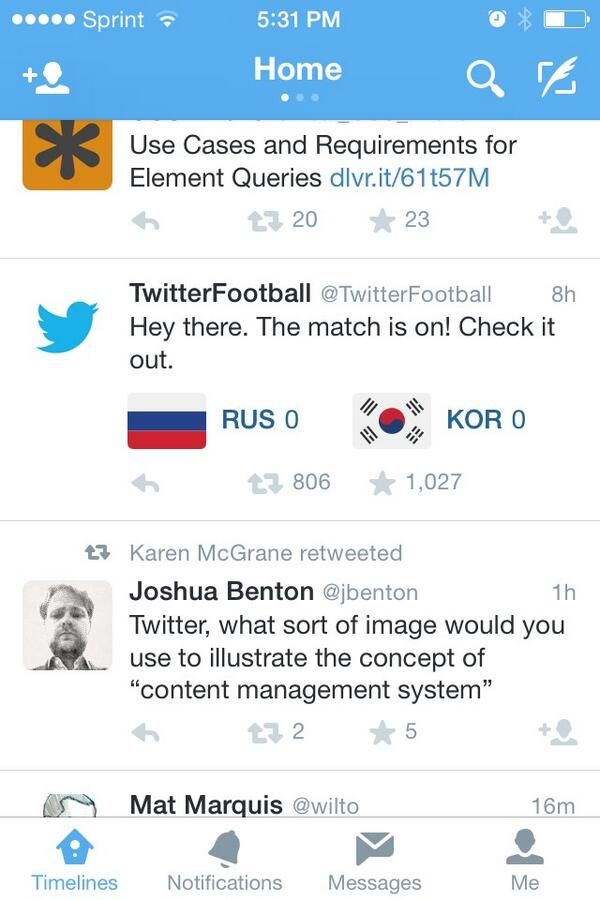 Sprint 5:31 PM
Home
Use Cases and Requirements for
Element Queries dlvr.it/61t57M
20 23
TwitterFootball @TwitterFootball 8h
Hey there. The match is on! Check it
out.
RUS 0 KOR 0
806 1,027
Karen McGrane retweeted
Joshua Benton @jbenton 1h
Twitter, what sort of image would you
use to illustrate the concept of
“content management system”
2 5
Mat Marquis @wilto 16m
Timelines Notifications Messages Me